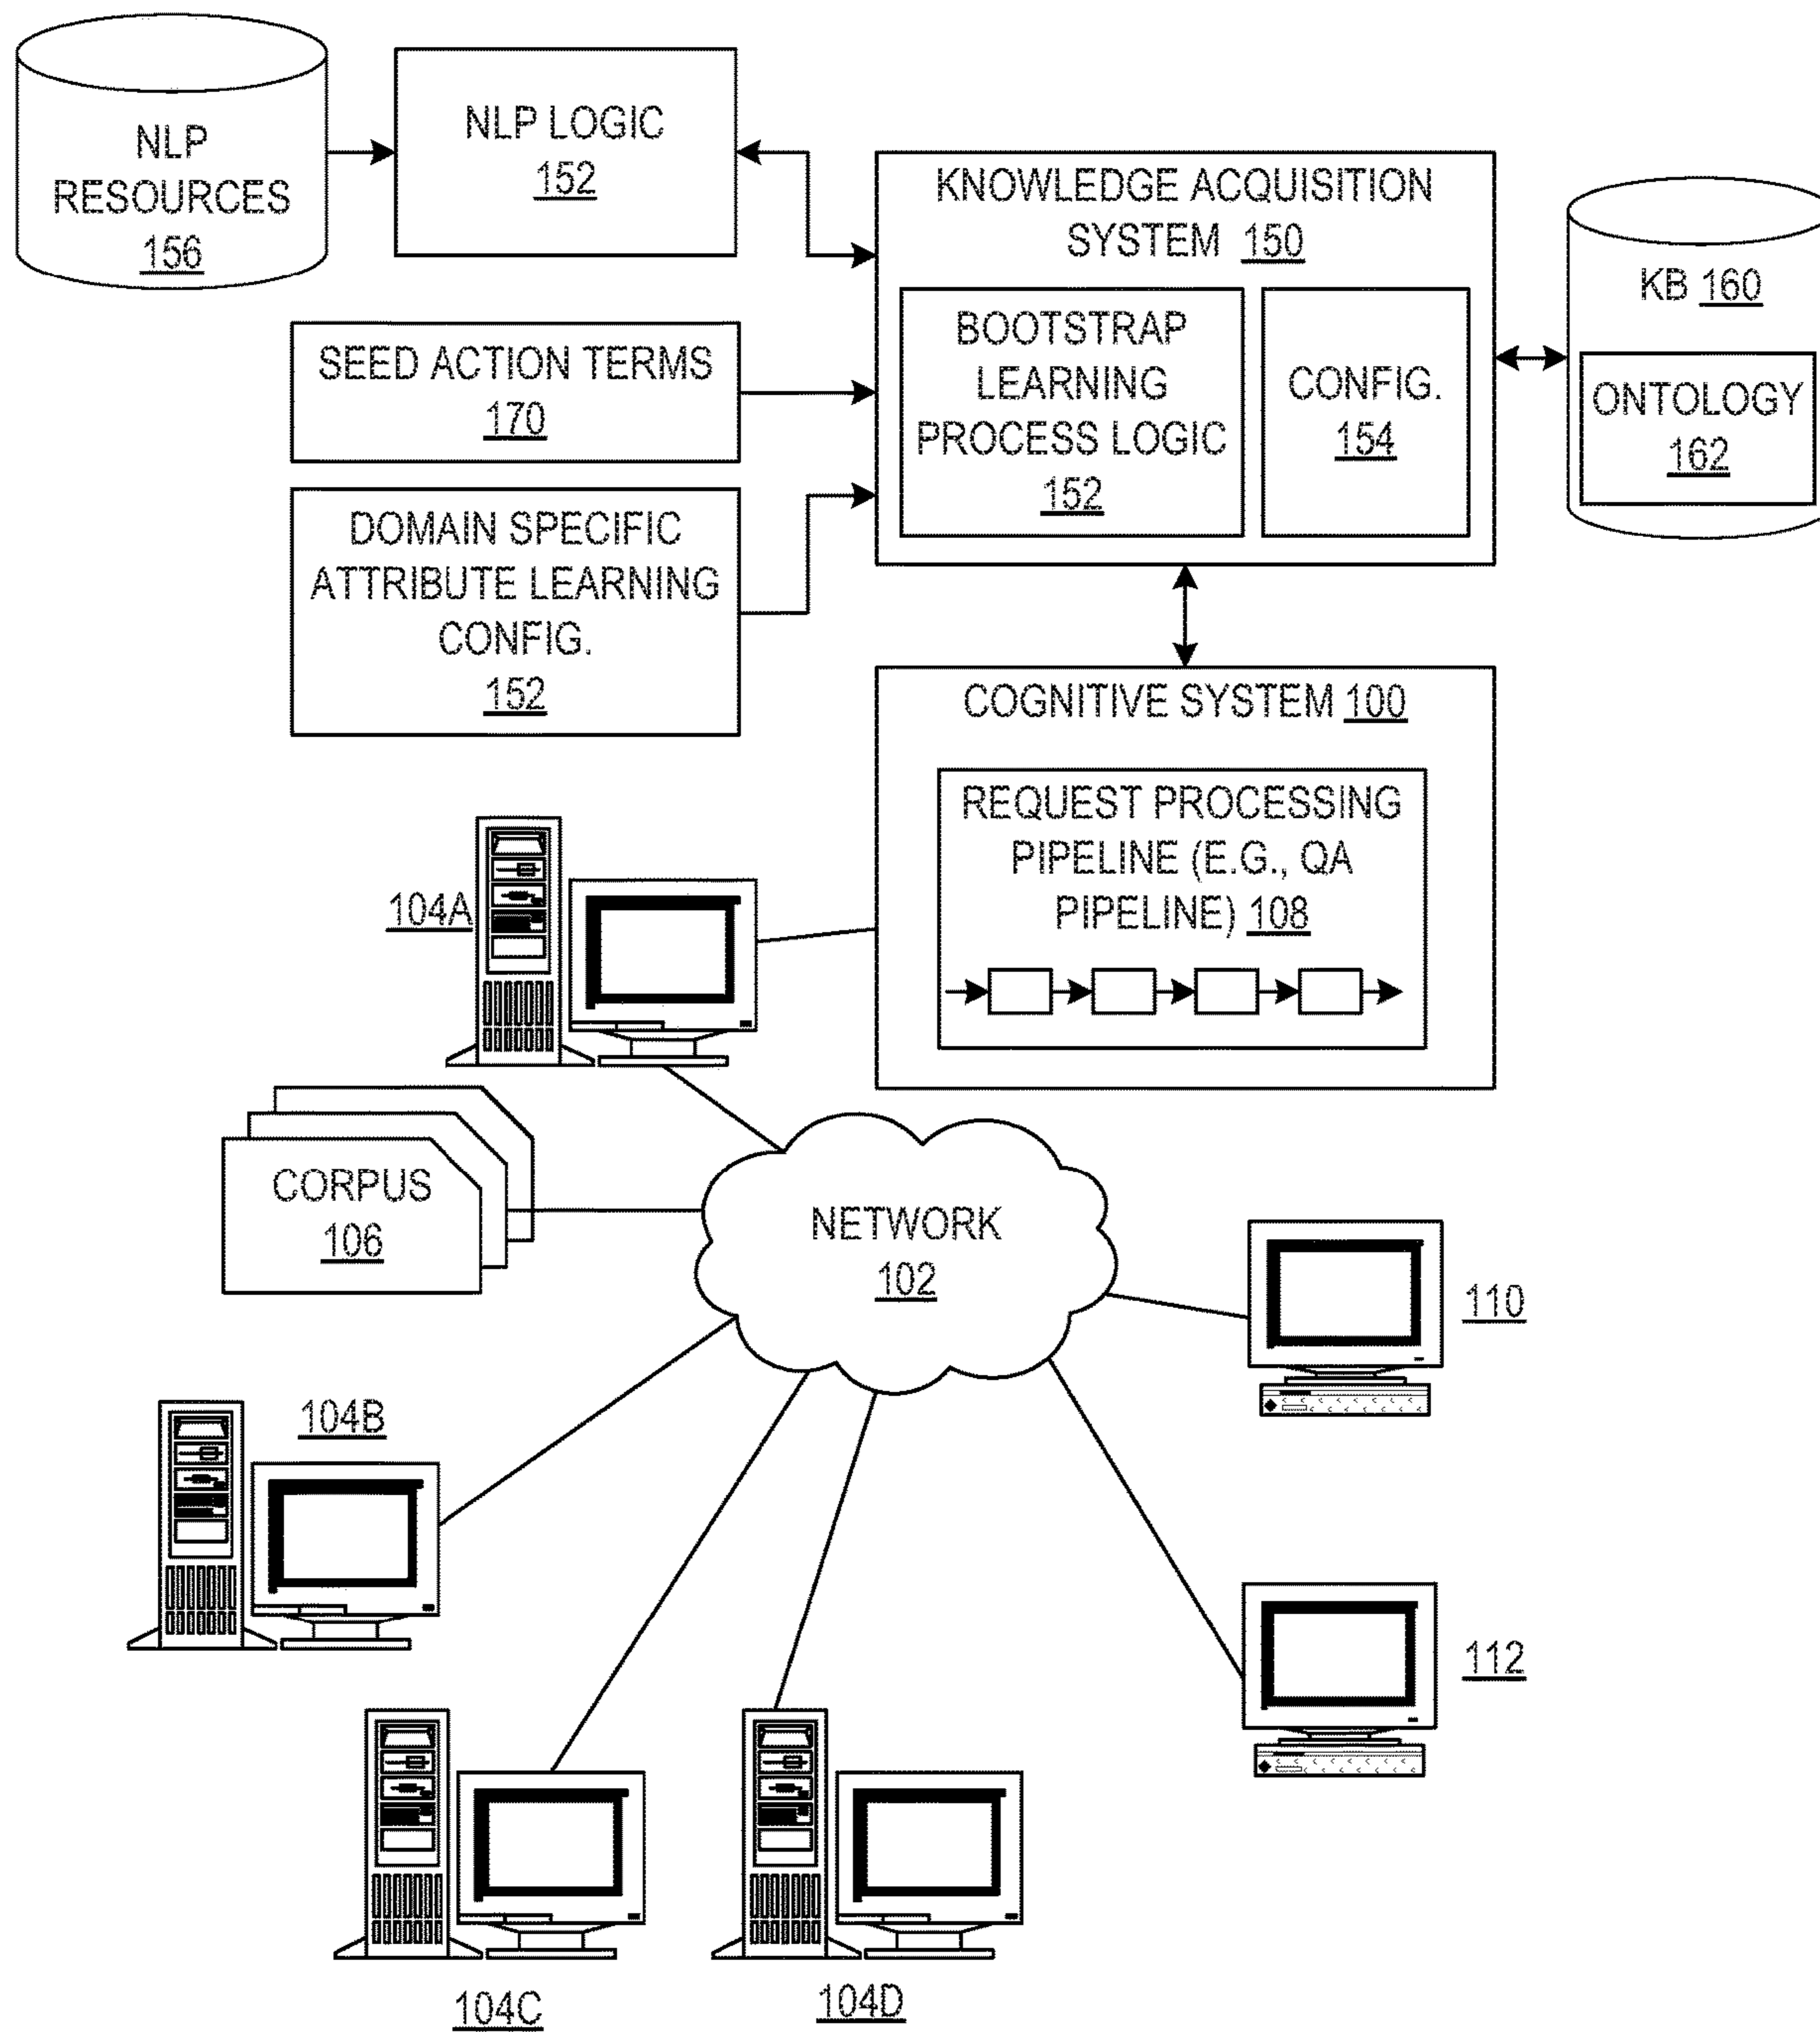 NLP
RESOURCES
156
NLP LOGIC
152
KNOWLEDGE ACQUISITION
SYSTEM 150
BOOTSTRAP
LEARNING
PROCESS LOGIC
152
CONFIG.
154
KB 160
ONTOLOGY
162
SEED ACTION TERMS
170
DOMAIN SPECIFIC
ATTRIBUTE LEARNING
CONFIG.
152
COGNITIVE SYSTEM 100
REQUEST PROCESSING
PIPELINE (E.G., QA
PIPELINE) 108
104A
CORPUS
106
NETWORK
102
110
104B
112
104C
104D